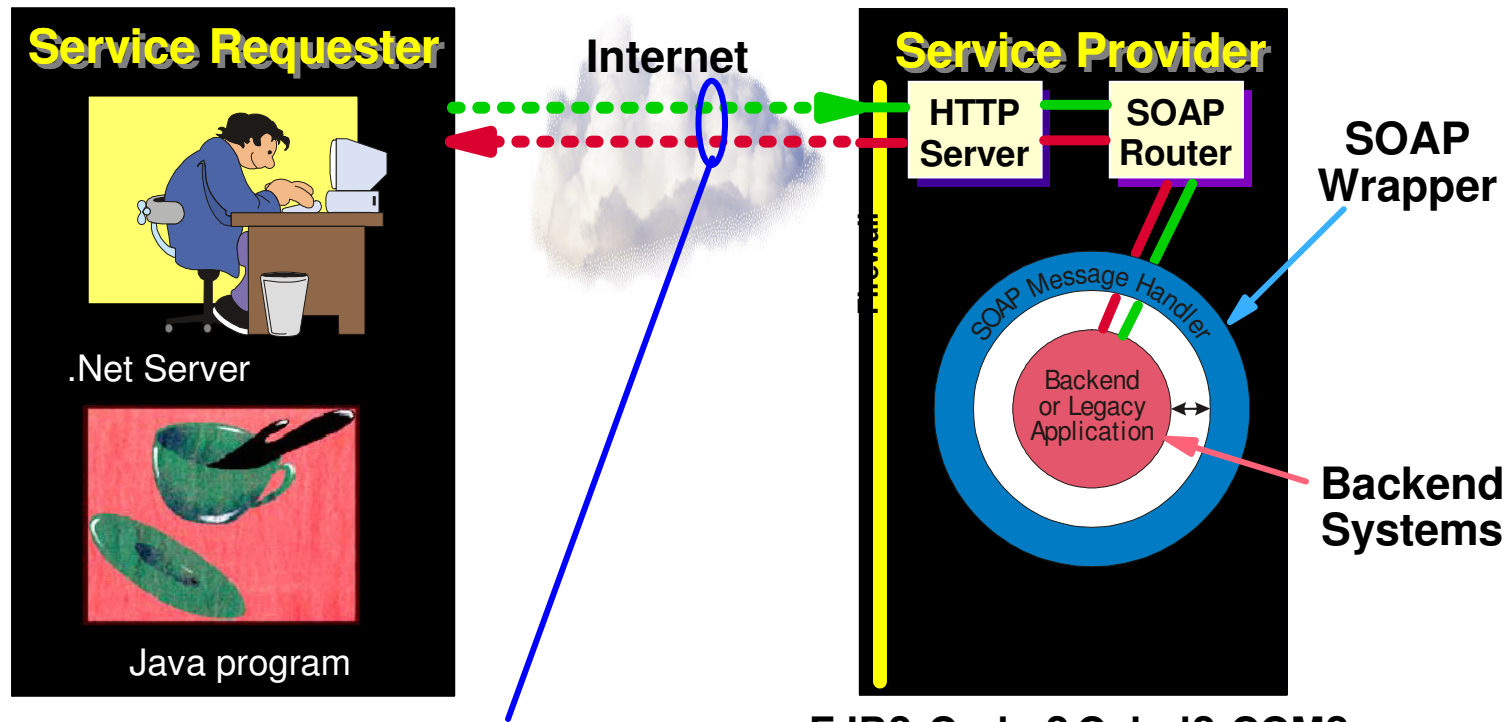 Service Requester
.Net Server
Java program
Internet
Service Provider
Firewall
HTTP
Server
SOAP
Router
SOAP Message Handler
Backend
or Legacy
Application
SOAP
Wrapper
Backend
Systems